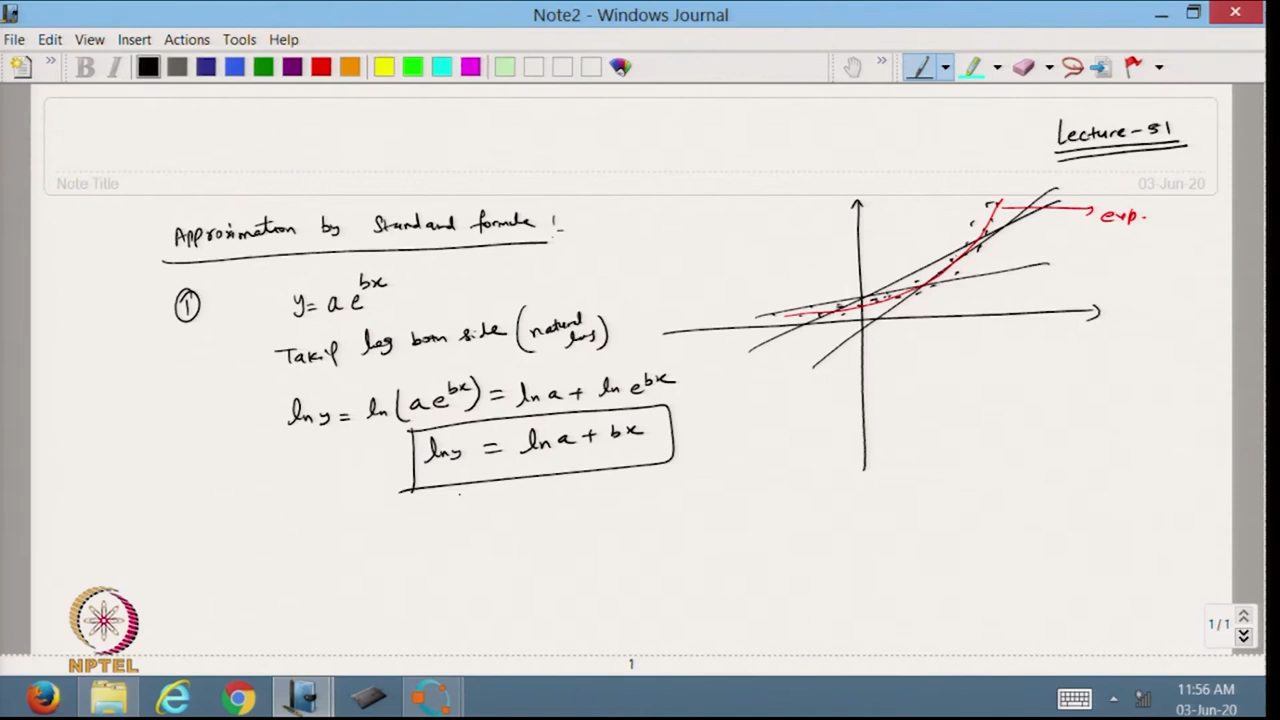 Note2 - Windows Journal
File Edit View Insert Actions Tools Help
Lecture-51
Note Title
03-Jun-20
Approximation by Standard formula :-
① y = a e^{bx}
Takif log both side (natural log)
ln y = ln(a e^{bx}) = ln a + ln e^{bx}
ln y = ln a + bx
exp.
1/1
NPTEL
1
11:56 AM
03-Jun-20